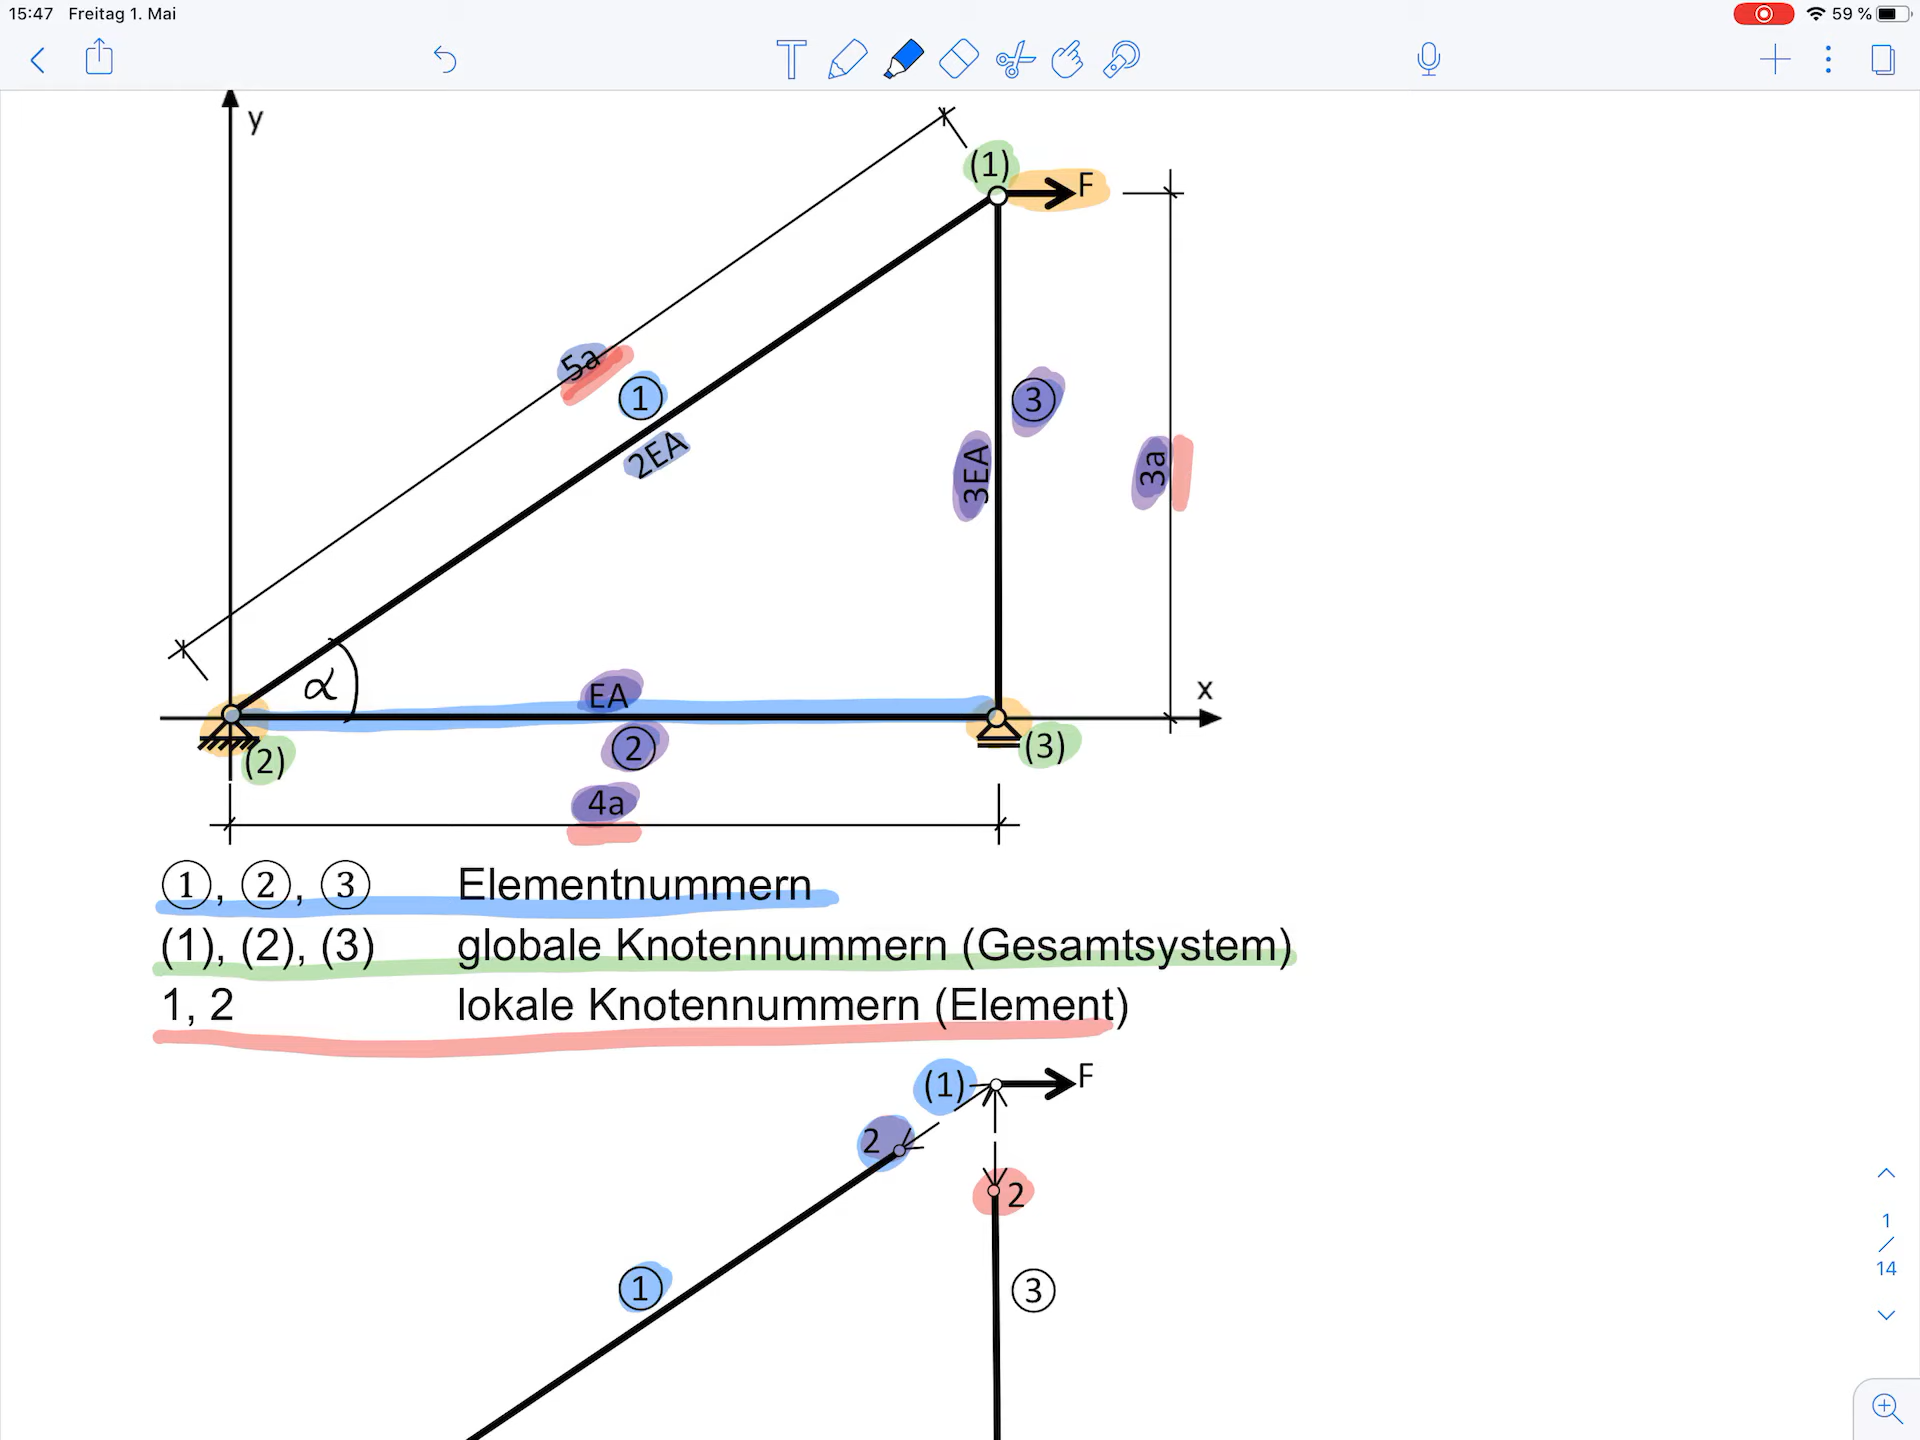 15:47 Freitag 1. Mai 59 %
y
(1)
F
5a
①
2EA
③
3EA
3a
α
EA
x
(2)
②
(3)
4a
①, ②, ③ Elementnummern
(1), (2), (3) globale Knotennummern (Gesamtsystem)
1, 2 lokale Knotennummern (Element)
(1)
F
2
2
①
③
1
/
14